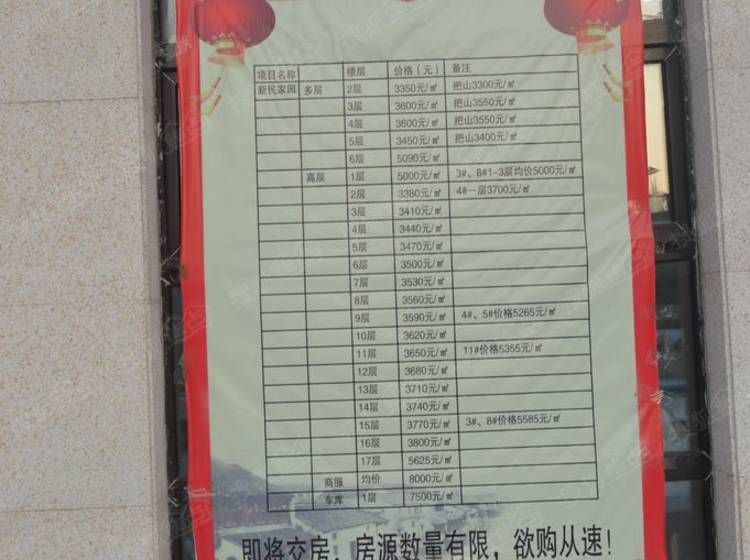 项目名称 楼层 价格（元） 备注
新民家园 多层 2层 3350元/㎡ 把山3300元/㎡
3层 3600元/㎡ 把山3550元/㎡
4层 3600元/㎡ 把山3550元/㎡
5层 3450元/㎡ 把山3400元/㎡
6层 5090元/㎡
高层 1层 5000元/㎡ 3#、8#1-3层均价5000元/㎡
2层 3380元/㎡ 4#一层3700元/㎡
3层 3410元/㎡
4层 3440元/㎡
5层 3470元/㎡
6层 3500元/㎡
7层 3530元/㎡
8层 3560元/㎡
9层 3590元/㎡ 4#、5#价格5265元/㎡
10层 3620元/㎡
11层 3650元/㎡ 11#价格5355元/㎡
12层 3680元/㎡
13层 3710元/㎡
14层 3740元/㎡
15层 3770元/㎡ 3#、8#价格5585元/㎡
16层 3800元/㎡
17层 5625元/㎡
商服 均价 8000元/㎡
车库 1层 7500元/㎡
即将交房，房源数量有限，欲购从速！